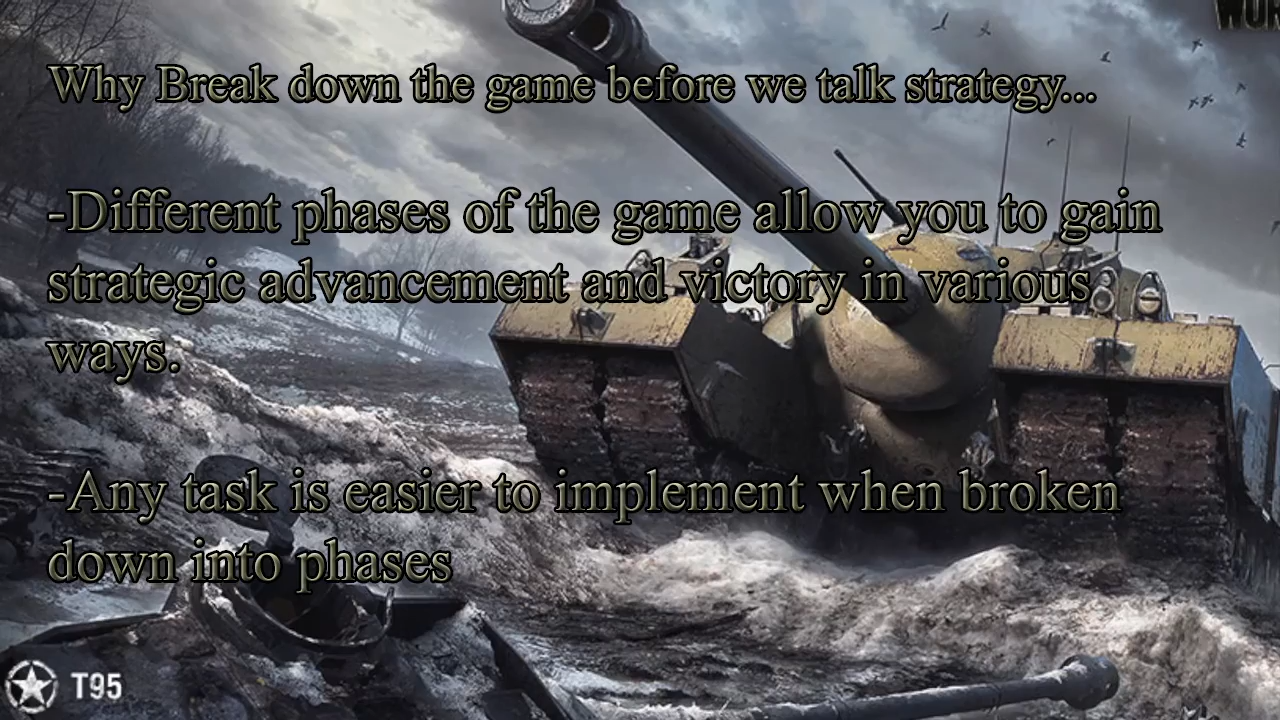 Why Break down the game before we talk strategy...
-Different phases of the game allow you to gain
strategic advancement and victory in various
ways.
-Any task is easier to implement when broken
down into phases
T95